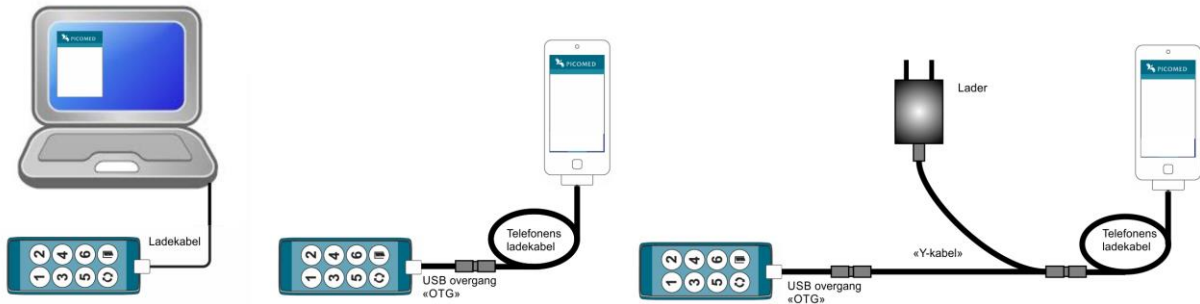 PICOMED
Ladekabel
2 4 6
1 3 5
PICOMED
Telefonens
ladekabel
2 4 6
1 3 5
USB overgang
«OTG»
Lader
PICOMED
«Y-kabel»
Telefonens
ladekabel
2 4 6
1 3 5
USB overgang
«OTG»